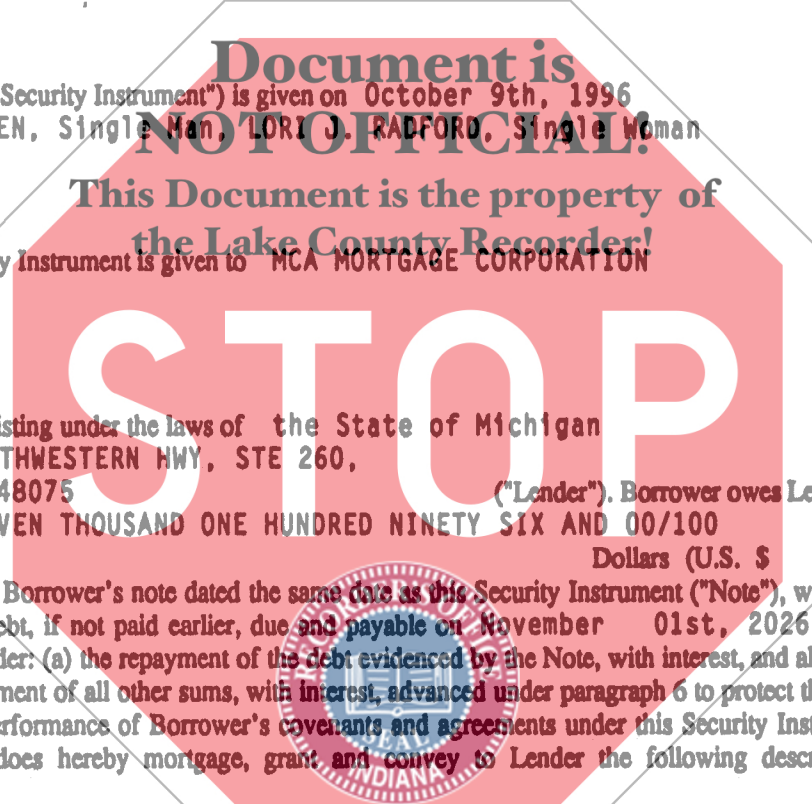 Document is
Security Instrument") is given on October 9th, 1996
EN, Single Man, LORI J. RADFORD, Single Woman
NOT OFFICIAL!
This Document is the property of
the Lake County Recorder!
y Instrument is given to MCA MORTGAGE CORPORATION
STOP
isting under the laws of the State of Michigan
THWESTERN HWY, STE 260,
48075 ("Lender"). Borrower owes Le
VEN THOUSAND ONE HUNDRED NINETY SIX AND 00/100
Dollars (U.S. $
Borrower's note dated the same date as this Security Instrument ("Note"), w
ebt, if not paid earlier, due and payable on November 01st, 2026
der: (a) the repayment of the debt evidenced by the Note, with interest, and al
ment of all other sums, with interest, advanced under paragraph 6 to protect th
rformance of Borrower's covenants and agreements under this Security Inst
does hereby mortgage, grant and convey to Lender the following descr
RECORDER'S OFFICE
SEAL
INDIANA